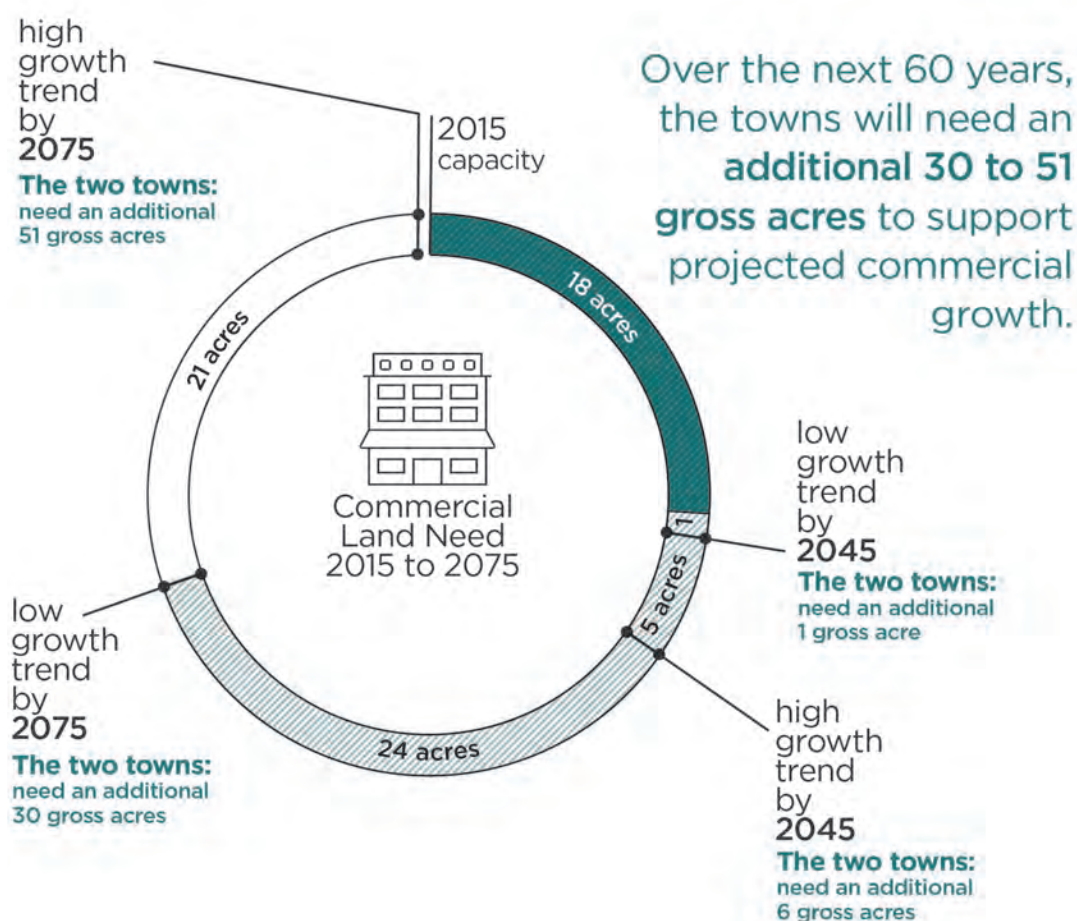 high
growth
trend
by
2075
The two towns:
need an additional
51 gross acres
2015
capacity
Over the next 60 years,
the towns will need an
additional 30 to 51
gross acres to support
projected commercial
growth.
18 acres
21 acres
Commercial
Land Need
2015 to 2075
1
5 acres
24 acres
low
growth
trend
by
2045
The two towns:
need an additional
1 gross acre
low
growth
trend
by
2075
The two towns:
need an additional
30 gross acres
high
growth
trend
by
2045
The two towns:
need an additional
6 gross acres